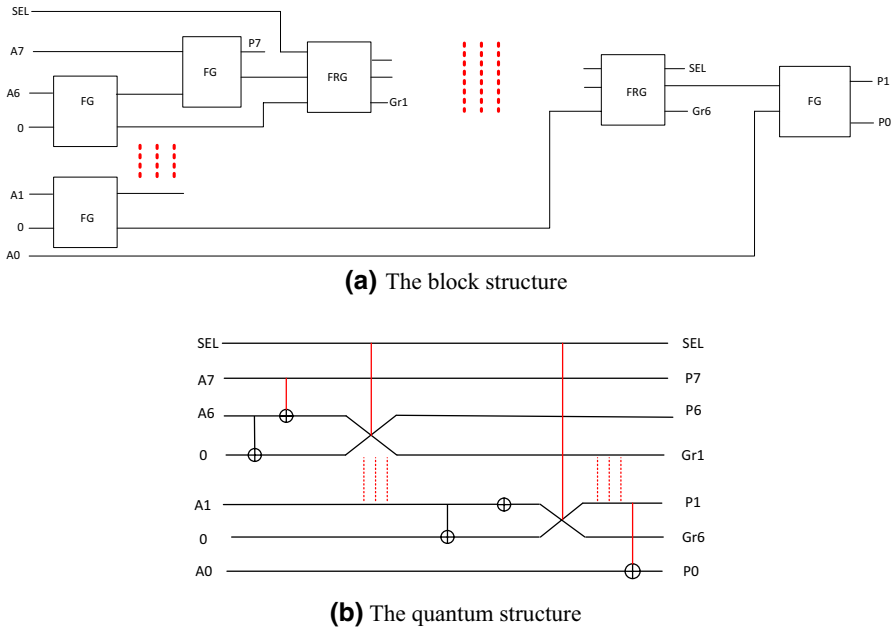 SEL
A7
A6
0
A1
0
A0
FG
FG
FG
P7
FRG
Gr1
FRG
SEL
Gr6
FG
P1
P0
(a) The block structure
SEL
A7
A6
0
A1
0
A0
SEL
P7
P6
Gr1
P1
Gr6
P0
(b) The quantum structure